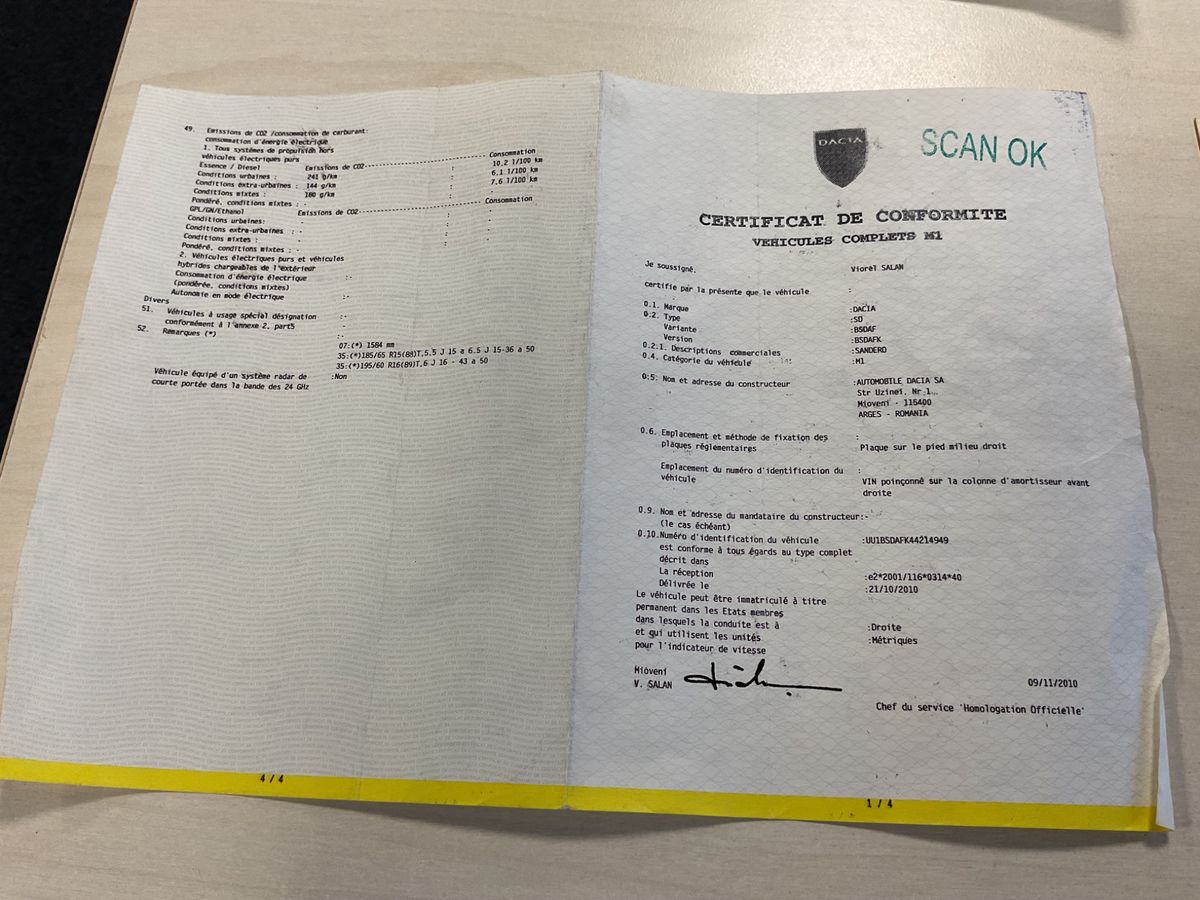 49. Emissions de CO2 /consommation de carburant:
consommation d'énergie électrique
1. Tous systèmes de propulsion hors
véhicules électriques purs
Essence / Diesel Emissions de CO2---------------- Consommation
Conditions urbaines : 241 g/km : 10,2 l/100 km
Conditions extra-urbaines : 144 g/km : 6,1 l/100 km
Conditions mixtes : 180 g/km : 7,6 l/100 km
Pondéré, conditions mixtes : -
GPL/GN/Ethanol Emissions de CO2---------------- Consommation
Conditions urbaines: - : -
Conditions extra-urbaines : - : -
Conditions mixtes : - : -
Pondéré, conditions mixtes : -
2. Véhicules électriques purs et véhicules
hybrides chargeables de l'extérieur
Consommation d'énergie électrique :-
(pondérée, conditions mixtes)
Autonomie en mode électrique :-
Divers
51. Véhicules à usage spécial désignation :-
conformément à l'annexe 2, part5 -
52. Remarques (*) :-
07:(*) 1584 mm
35:(*)185/65 R15(88)T,5.5 J 15 a 6.5 J 15-36 a 50
35:(*)195/60 R16(89)T,6 J 16 - 43 a 50
Véhicule équipé d'un système radar de :Non
courte portée dans la bande des 24 GHz
4 / 4
DACIA
SCAN OK
CERTIFICAT DE CONFORMITE
VEHICULES COMPLETS M1
Je soussigné, Viorel SALAN
certifie par la présente que le véhicule :
0.1. Marque :DACIA
0.2. Type :SD
Variante :BSDAF
Version :BSDAFK
0.2.1. Descriptions commerciales :SANDERO
0.4. Catégorie du véhicule :M1
0.5. Nom et adresse du constructeur :AUTOMOBILE DACIA SA
Str Uzinei, Nr 1
Mioveni - 115400
ARGES - ROMANIA
0.6. Emplacement et méthode de fixation des :
plaques réglementaires Plaque sur le pied milieu droit
Emplacement du numéro d'identification du :
véhicule VIN poinçonné sur la colonne d'amortisseur avant
droite
0.9. Nom et adresse du mandataire du constructeur:-
(le cas échéant)
0.10.Numéro d'identification du véhicule :UU1BSDAFK44214949
est conforme à tous égards au type complet
décrit dans
La réception :e2*2001/116*0314*40
Délivrée le :21/10/2010
Le véhicule peut être immatriculé à titre
permanent dans les Etats membres
dans lesquels la conduite est à :Droite
et qui utilisent les unités :Métriques
pour l'indicateur de vitesse
Mioveni
V. SALAN 09/11/2010
Chef du service 'Homologation Officielle'
1 / 4